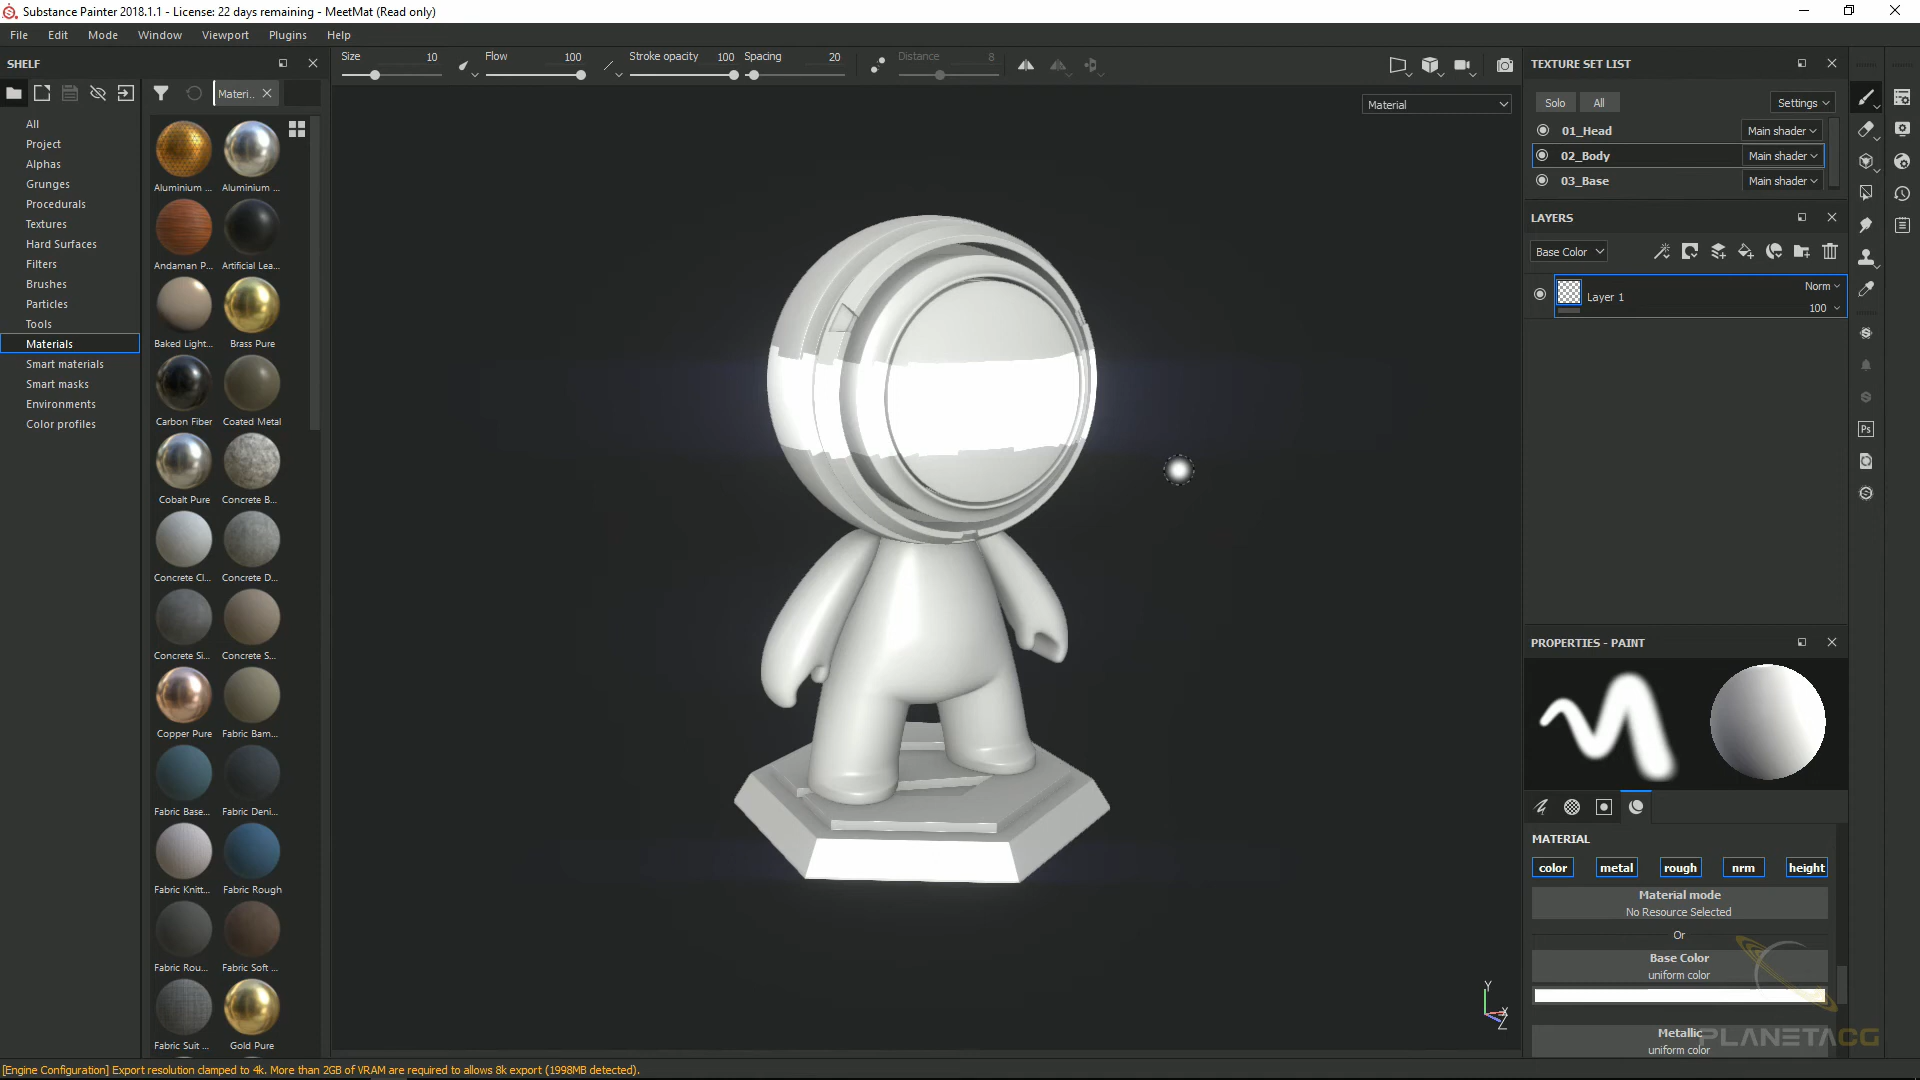 Substance Painter 2018.1.1 - License: 22 days remaining - MeetMat (Read only)
File Edit Mode Window Viewport Plugins Help
SHELF
Materi..
All
Project
Alphas
Grunges
Procedurals
Textures
Hard Surfaces
Filters
Brushes
Particles
Tools
Materials
Smart materials
Smart masks
Environments
Color profiles
Aluminium ... Aluminium ...
Andaman P... Artificial Lea...
Baked Light... Brass Pure
Carbon Fiber Coated Metal
Cobalt Pure Concrete B...
Concrete Cl... Concrete D...
Concrete Si... Concrete S...
Copper Pure Fabric Bam...
Fabric Base... Fabric Deni...
Fabric Knitt... Fabric Rough
Fabric Rou... Fabric Soft ...
Fabric Suit ... Gold Pure
Size 10 Flow 100 Stroke opacity 100 Spacing 20 Distance 8
Material
Y
X
Z
TEXTURE SET LIST
Solo All Settings
01_Head Main shader
02_Body Main shader
03_Base Main shader
LAYERS
Base Color
Layer 1 Norm
100
Ps
PROPERTIES - PAINT
MATERIAL
color metal rough nrm height
Material mode
No Resource Selected
Or
Base Color
uniform color
Metallic
uniform color
PLANETACG
[Engine Configuration] Export resolution clamped to 4k. More than 2GB of VRAM are required to allows 8k export (1998MB detected).